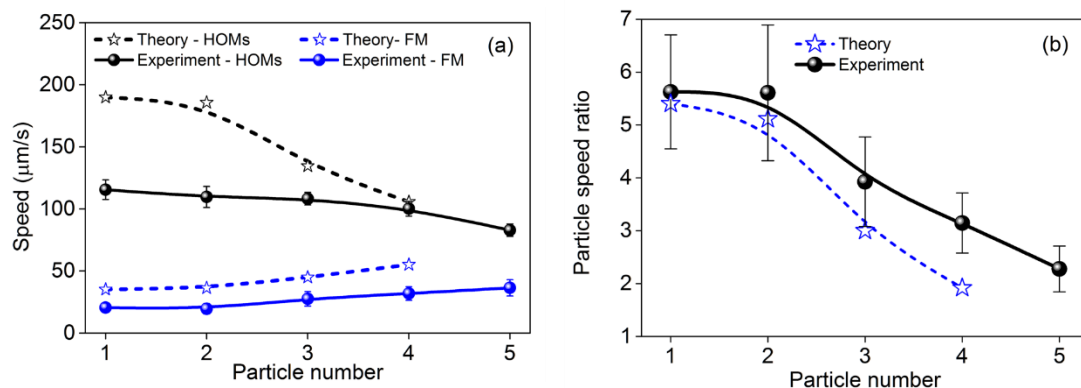 250
200
150
100
50
0
Speed (μm/s)
Theory - HOMs
Experiment - HOMs
Theory- FM
Experiment - FM
(a)
1 2 3 4 5
Particle number
7
6
5
4
3
2
1
Particle speed ratio
Theory
Experiment
(b)
1 2 3 4 5
Particle number